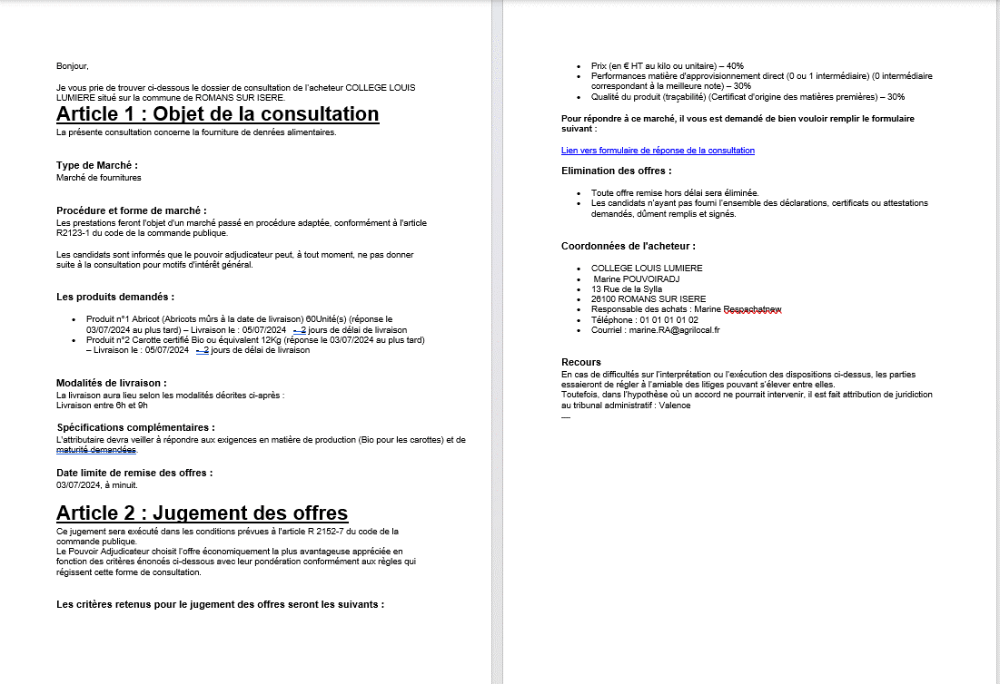 Bonjour,
Je vous prie de trouver ci-dessous le dossier de consultation de l'acheteur COLLEGE LOUIS
LUMIERE situé sur la commune de ROMANS SUR ISERE.
Article 1 : Objet de la consultation
La présente consultation concerne la fourniture de denrées alimentaires.
Type de Marché :
Marché de fournitures
Procédure et forme de marché :
Les prestations feront l'objet d'un marché passé en procédure adaptée, conformément à l'article
R2123-1 du code de la commande publique.
Les candidats sont informés que le pouvoir adjudicateur peut, à tout moment, ne pas donner
suite à la consultation pour motifs d'intérêt général.
Les produits demandés :
• Produit n°1 Abricot (Abricots mûrs à la date de livraison) 60Unité(s) (réponse le
03/07/2024 au plus tard) – Livraison le : 05/07/2024 - 2 jours de délai de livraison
• Produit n°2 Carotte certifié Bio ou équivalent 12Kg (réponse le 03/07/2024 au plus tard)
– Livraison le : 05/07/2024 - 2 jours de délai de livraison
Modalités de livraison :
La livraison aura lieu selon les modalités décrites ci-après :
Livraison entre 6h et 9h
Spécifications complémentaires :
L'attributaire devra veiller à répondre aux exigences en matière de production (Bio pour les carottes) et de
maturité demandées.
Date limite de remise des offres :
03/07/2024, à minuit.
Article 2 : Jugement des offres
Ce jugement sera exécuté dans les conditions prévues à l'article R 2152-7 du code de la
commande publique.
Le Pouvoir Adjudicateur choisit l'offre économiquement la plus avantageuse appréciée en
fonction des critères énoncés ci-dessous avec leur pondération conformément aux règles qui
régissent cette forme de consultation.
Les critères retenus pour le jugement des offres seront les suivants :
• Prix (en € HT au kilo ou unitaire) – 40%
• Performances matière d'approvisionnement direct (0 ou 1 intermédiaire) (0 intermédiaire
correspondant à la meilleure note) – 30%
• Qualité du produit (traçabilité) (Certificat d'origine des matières premières) – 30%
Pour répondre à ce marché, il vous est demandé de bien vouloir remplir le formulaire
suivant :
Lien vers formulaire de réponse de la consultation
Elimination des offres :
• Toute offre remise hors délai sera éliminée.
• Les candidats n'ayant pas fourni l'ensemble des déclarations, certificats ou attestations
demandés, dûment remplis et signés.
Coordonnées de l'acheteur :
• COLLEGE LOUIS LUMIERE
• Marine POUVOIRADJ
• 13 Rue de la Sylla
• 26100 ROMANS SUR ISERE
• Responsable des achats : Marine Respachatnew
• Téléphone : 01 01 01 01 02
• Courriel : marine.RA@agrilocal.fr
Recours
En cas de difficultés sur l'interprétation ou l'exécution des dispositions ci-dessus, les parties
essaieront de régler à l'amiable des litiges pouvant s'élever entre elles.
Toutefois, dans l'hypothèse où un accord ne pourrait intervenir, il est fait attribution de juridiction
au tribunal administratif : Valence
—